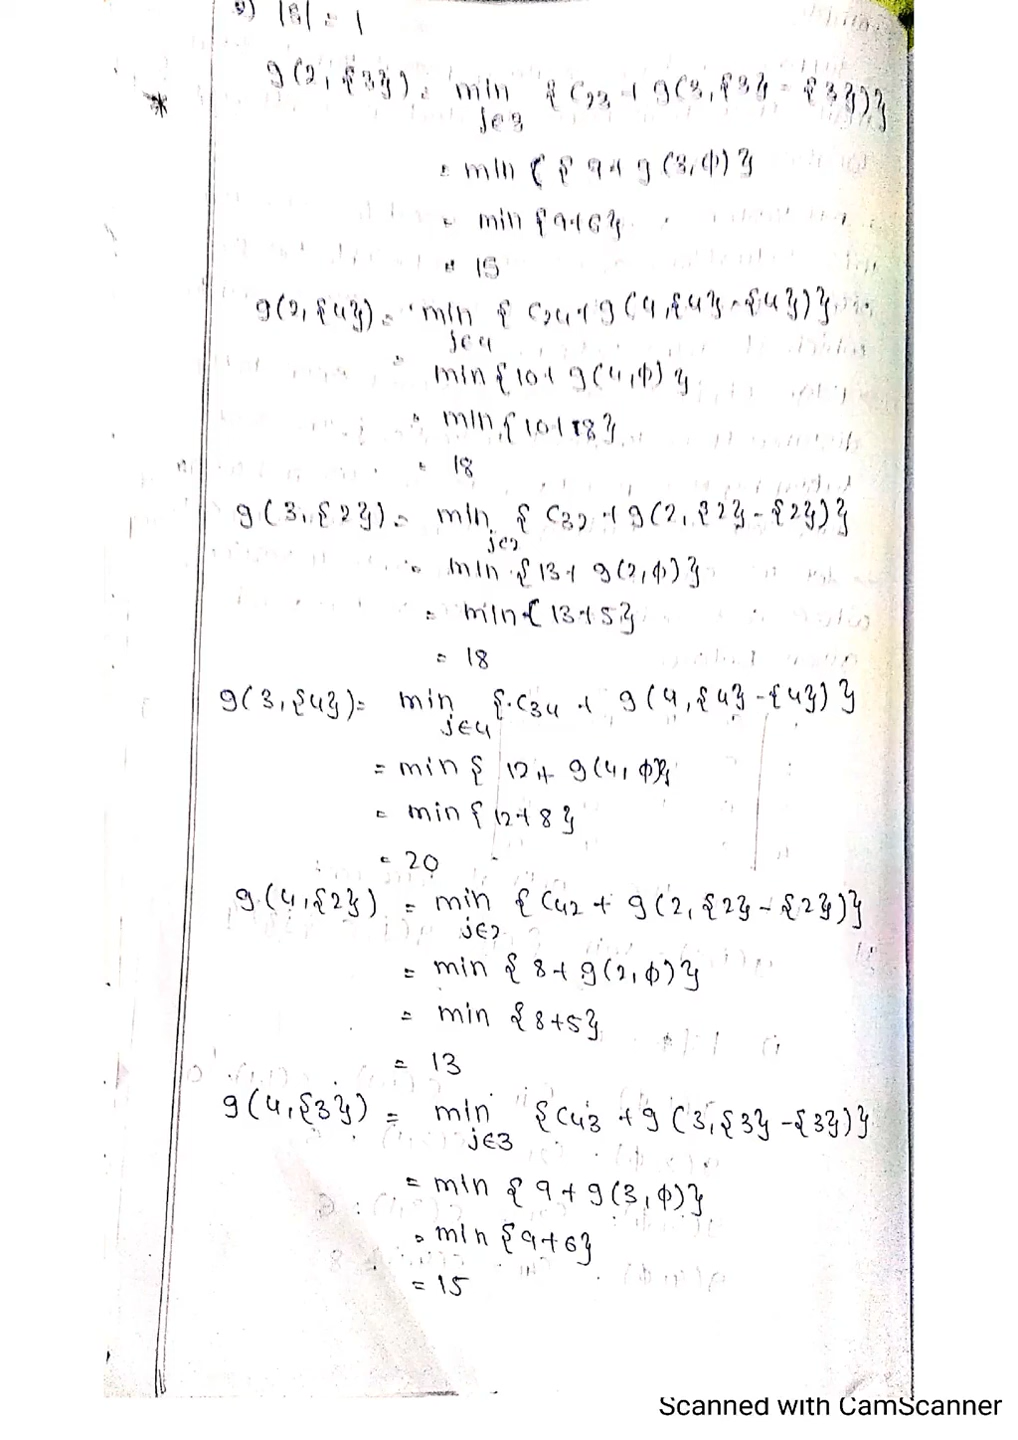 2) |S| = 1
* g(2,{3}) = min {C23 + g(3,{3} - {3})}
j∈3
= min { { 9 + g(3,ϕ)}
= min {9+6}
= 15
g(2,{4}) = min { C24 + g(4,{4} - {4})}
j∈4
= min {10 + g(4,ϕ)}
= min {10+8}
= 18
g(3,{2}) = min { C32 + g(2,{2} - {2})}
j∈2
= min {13 + g(2,ϕ)}
= min { 13+5}
= 18
g(3,{4}) = min {C34 + g(4,{4} - {4})}
j∈4
= min { 12 + g(4,ϕ)}
= min {12+8}
= 20
g(4,{2}) = min { C42 + g(2,{2} - {2})}
j∈2
= min { 8 + g(2,ϕ)}
= min {8+5}
= 13
g(4,{3}) = min {C43 + g(3,{3} - {3})}
j∈3
= min { 9 + g(3,ϕ)}
= min {9+6}
= 15
Scanned with CamScanner